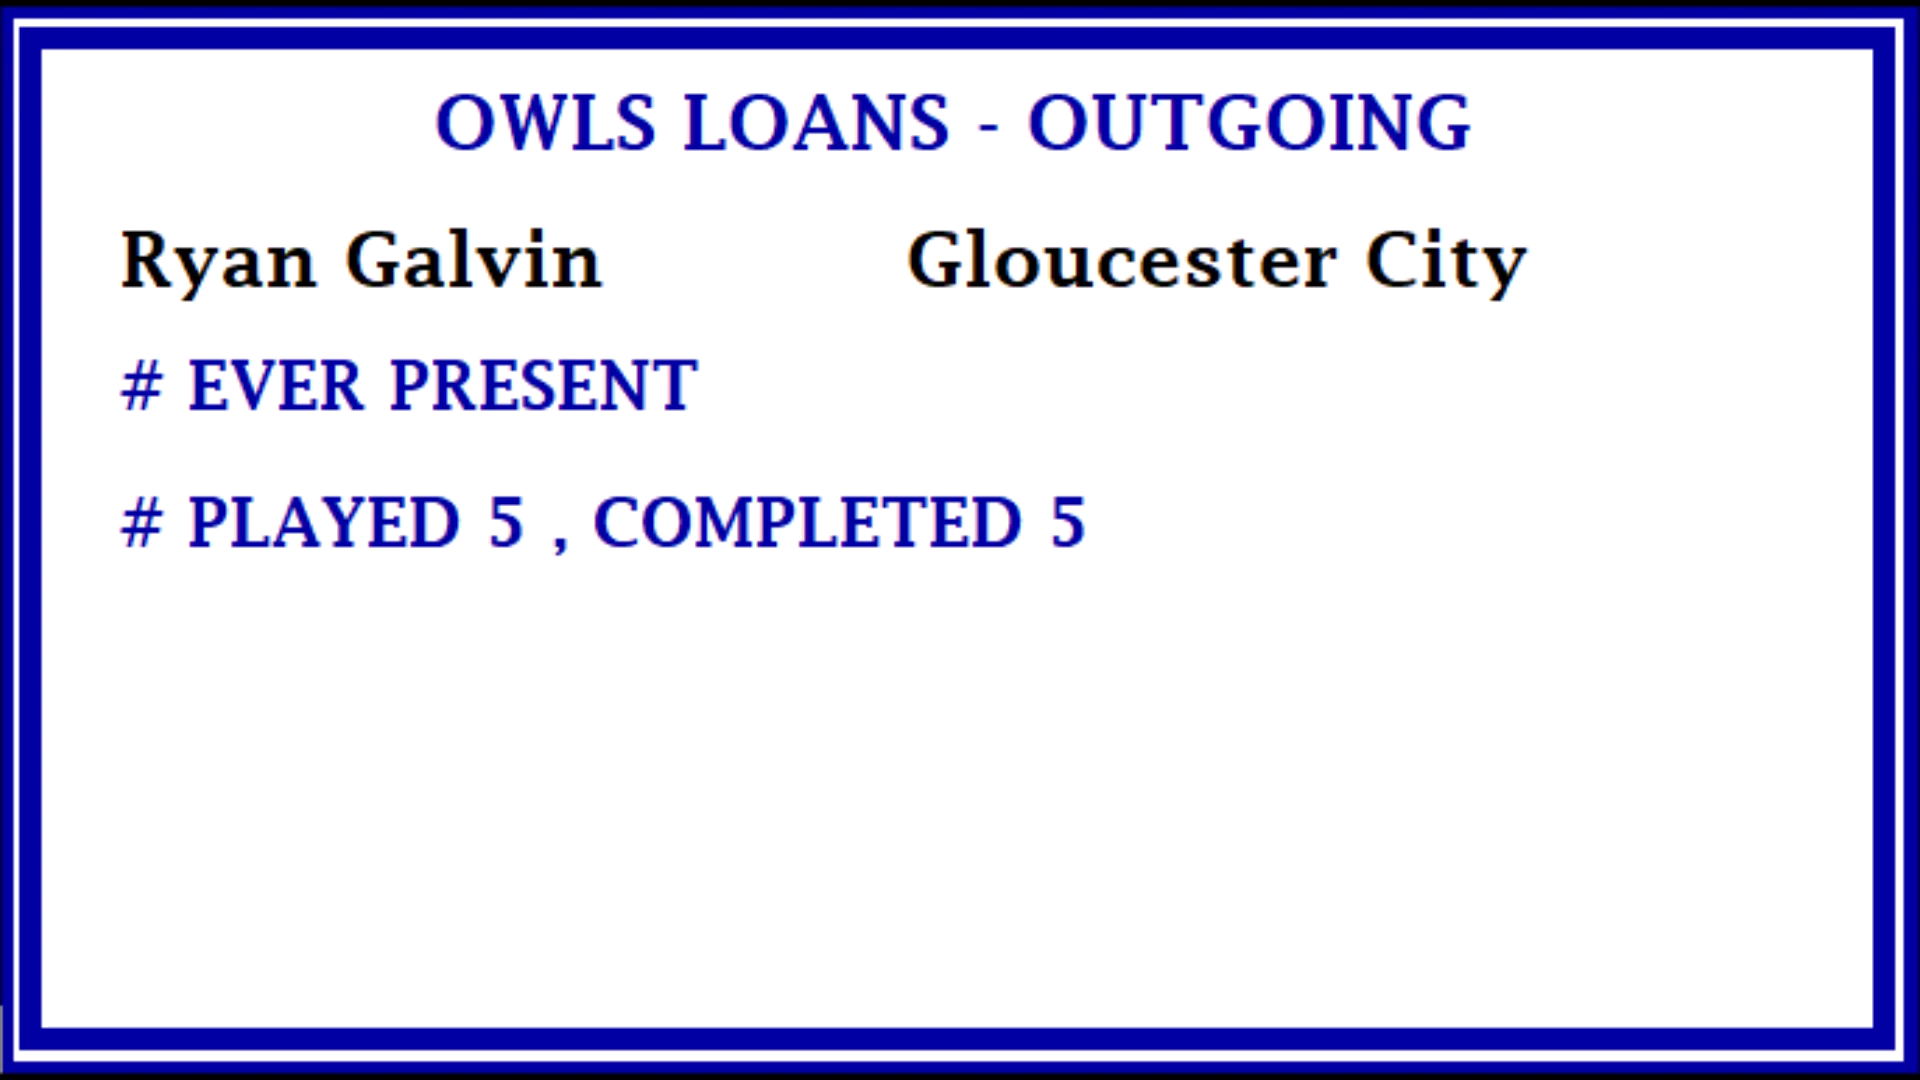 OWLS LOANS - OUTGOING
Ryan Galvin Gloucester City
# EVER PRESENT
# PLAYED 5 , COMPLETED 5